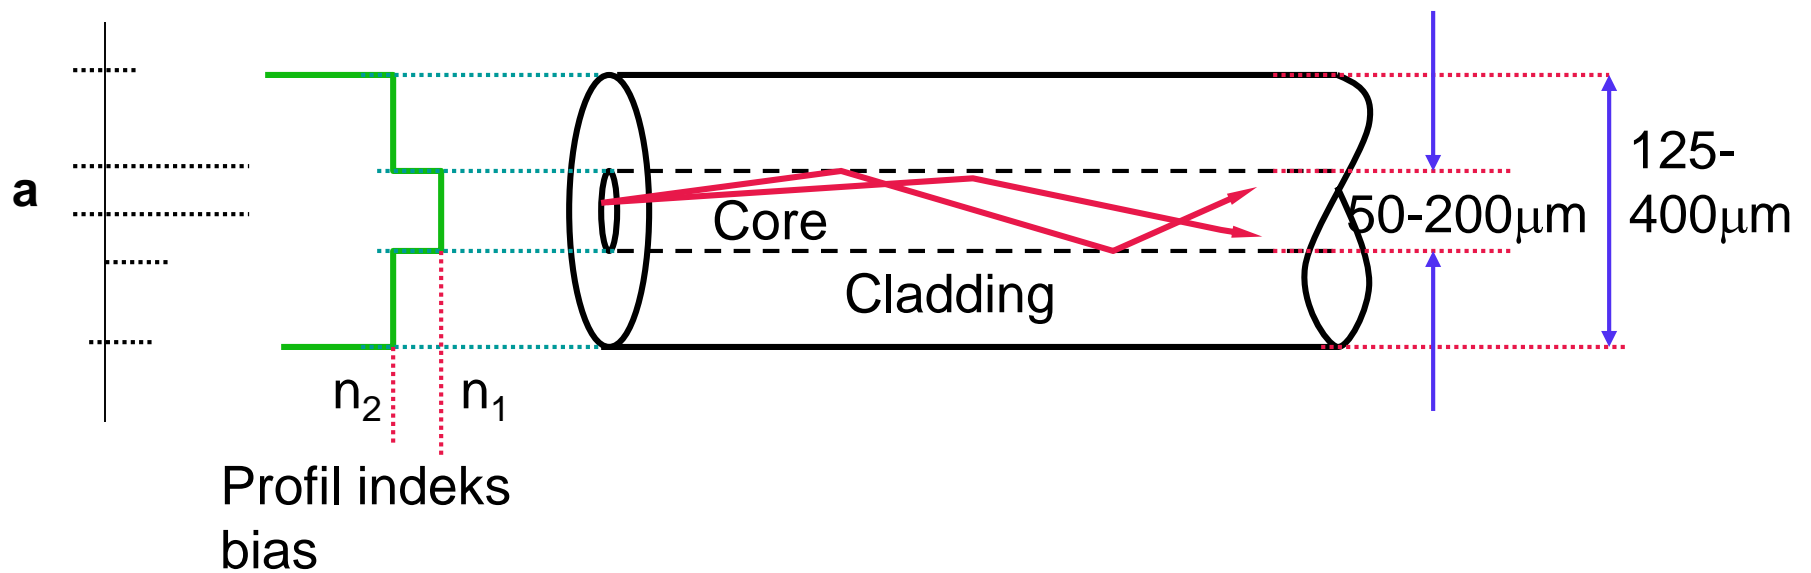 a
n₂
n₁
Profil indeks
bias
Core
Cladding
50-200μm
125-
400μm